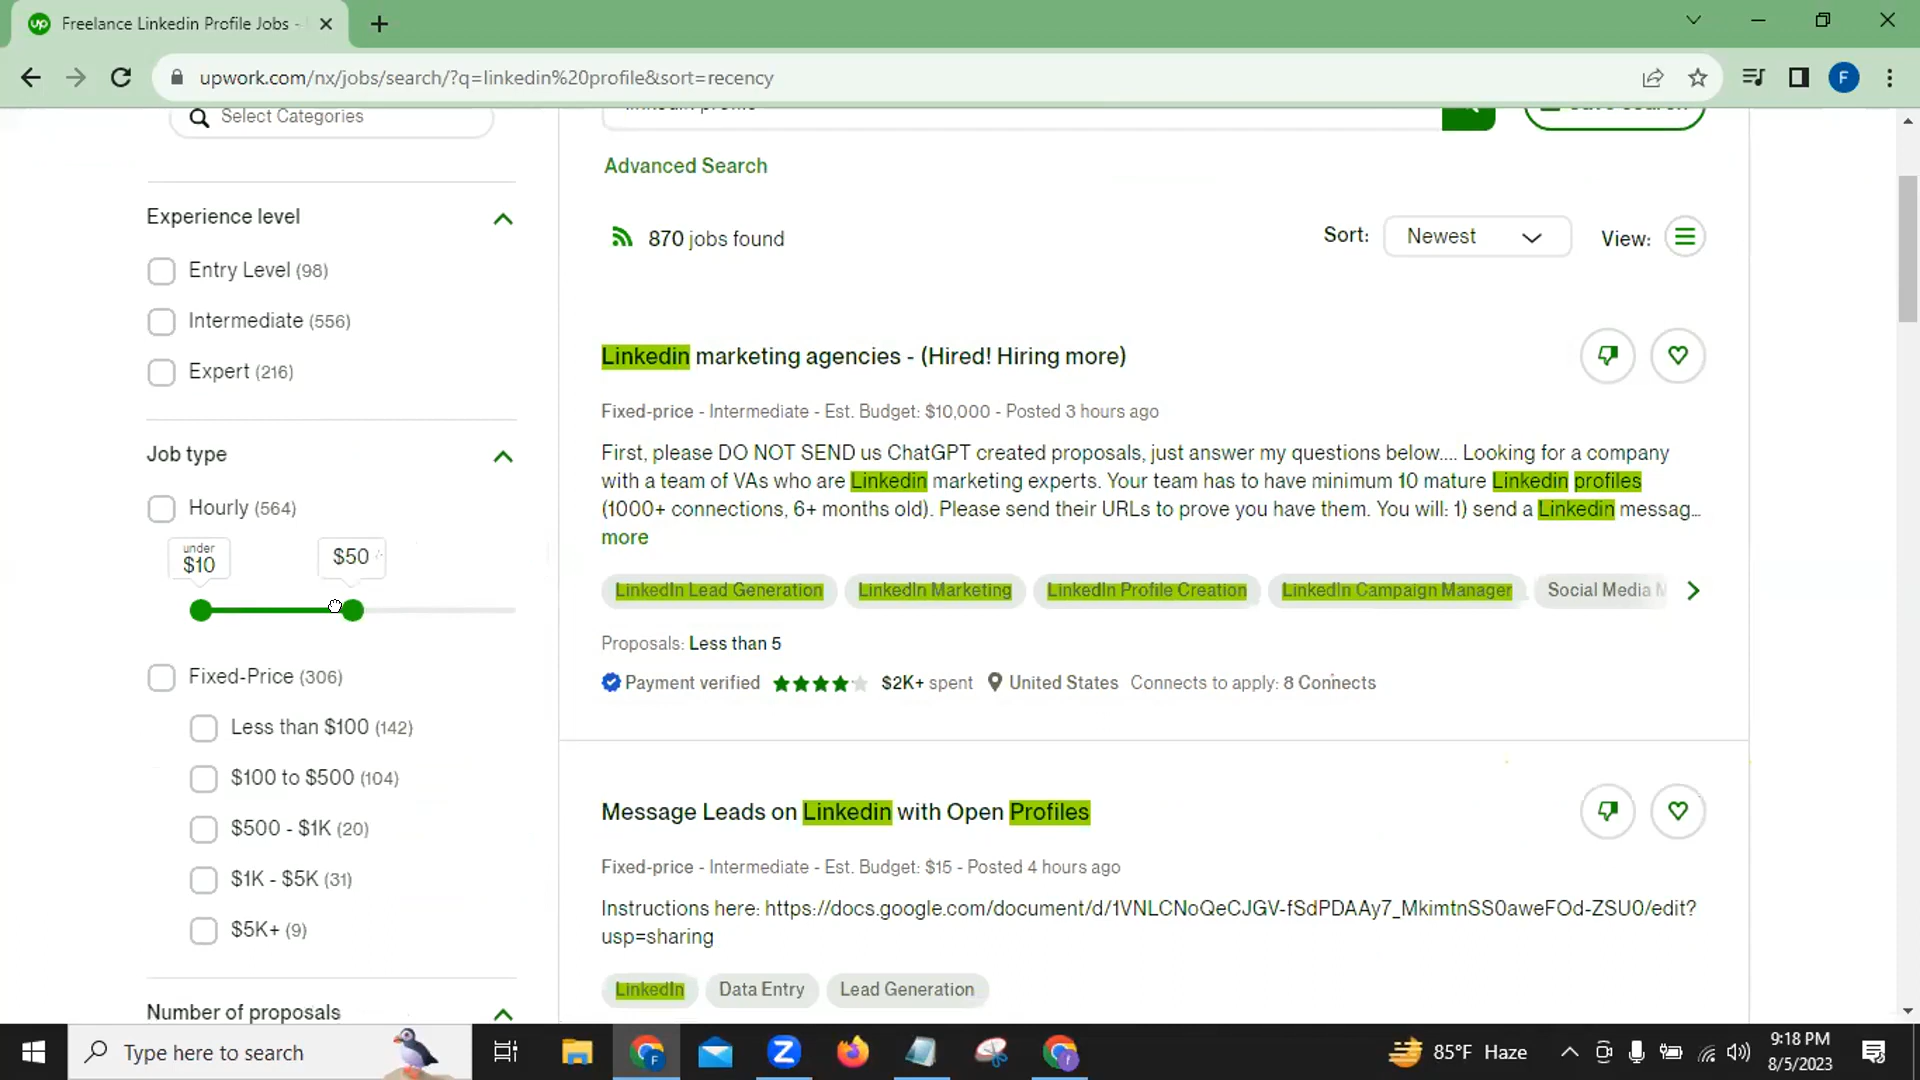 Freelance Linkedin Profile Jobs -
upwork.com/nx/jobs/search/?q=linkedin%20profile&sort=recency
F
Select Categories
Experience level
Entry Level (98)
Intermediate (556)
Expert (216)
Job type
Hourly (564)
under
$10
$50
Fixed-Price (306)
Less than $100 (142)
$100 to $500 (104)
$500 - $1K (20)
$1K - $5K (31)
$5K+ (9)
Number of proposals
linkedin profile
Save search
Advanced Search
870 jobs found
Sort: Newest View:
Linkedin marketing agencies - (Hired! Hiring more)
Fixed-price - Intermediate - Est. Budget: $10,000 - Posted 3 hours ago
First, please DO NOT SEND us ChatGPT created proposals, just answer my questions below.... Looking for a company
with a team of VAs who are Linkedin marketing experts. Your team has to have minimum 10 mature Linkedin profiles
(1000+ connections, 6+ months old). Please send their URLs to prove you have them. You will: 1) send a Linkedin messag...
more
LinkedIn Lead Generation LinkedIn Marketing LinkedIn Profile Creation LinkedIn Campaign Manager Social Media M
Proposals: Less than 5
Payment verified $2K+ spent United States Connects to apply: 8 Connects
Message Leads on Linkedin with Open Profiles
Fixed-price - Intermediate - Est. Budget: $15 - Posted 4 hours ago
Instructions here: https://docs.google.com/document/d/1VNLCNoQeCJGV-fSdPDAAy7_MkimtnSS0aweFOd-ZSU0/edit?
usp=sharing
LinkedIn Data Entry Lead Generation
Type here to search
85°F Haze
9:18 PM
8/5/2023